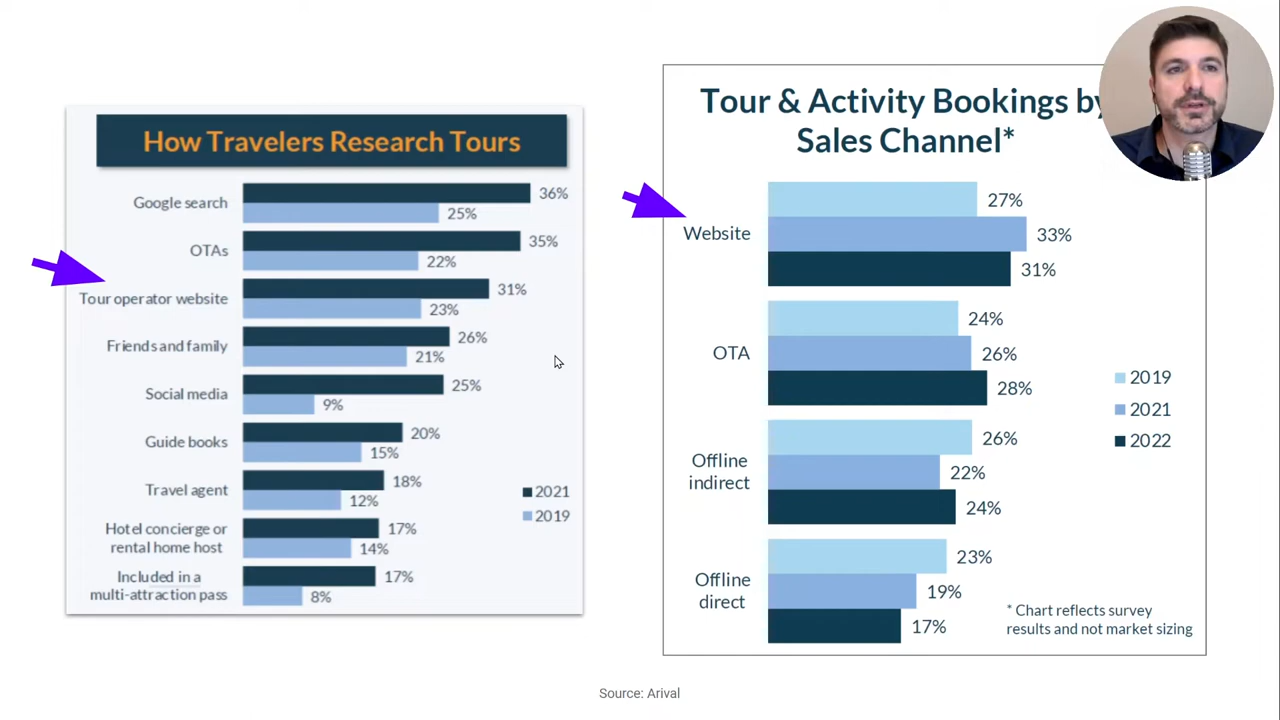 How Travelers Research Tours
Google search 36%
25%
OTAs 35%
22%
Tour operator website 31%
23%
Friends and family 26%
21%
Social media 25%
9%
Guide books 20%
15%
Travel agent 18%
12%
Hotel concierge or
rental home host 17%
14%
Included in a
multi-attraction pass 17%
8%
2021
2019
Tour & Activity Bookings by
Sales Channel*
Website 27%
33%
31%
OTA 24%
26%
28%
Offline
indirect 26%
22%
24%
Offline
direct 23%
19%
17%
2019
2021
2022
* Chart reflects survey
results and not market sizing
Source: Arival